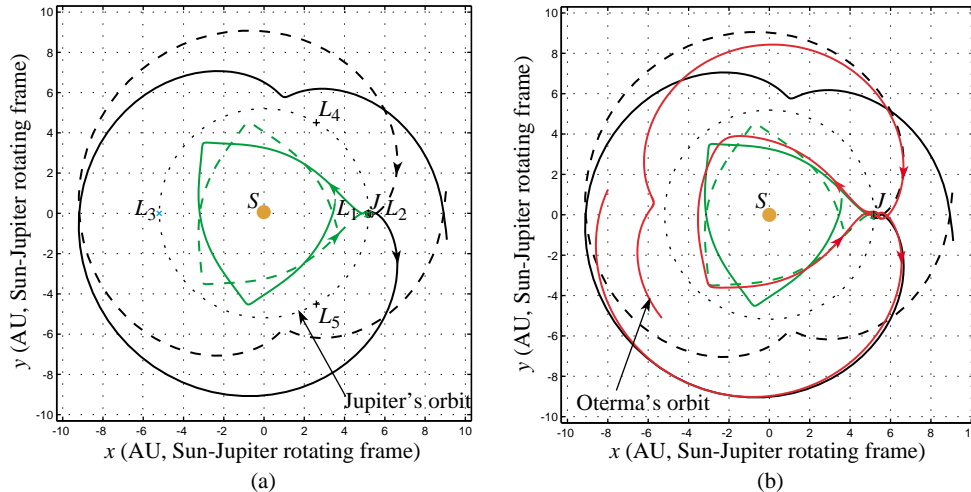 10
8
6
4
2
0
-2
-4
-6
-8
-10
y (AU, Sun-Jupiter rotating frame)
L4
S
J
L3
L1
L2
L5
Jupiter's orbit
-10 -8 -6 -4 -2 0 2 4 6 8 10
x (AU, Sun-Jupiter rotating frame)
(a)
10
8
6
4
2
0
-2
-4
-6
-8
-10
y (AU, Sun-Jupiter rotating frame)
S
J
Oterma's orbit
-10 -8 -6 -4 -2 0 2 4 6 8 10
x (AU, Sun-Jupiter rotating frame)
(b)